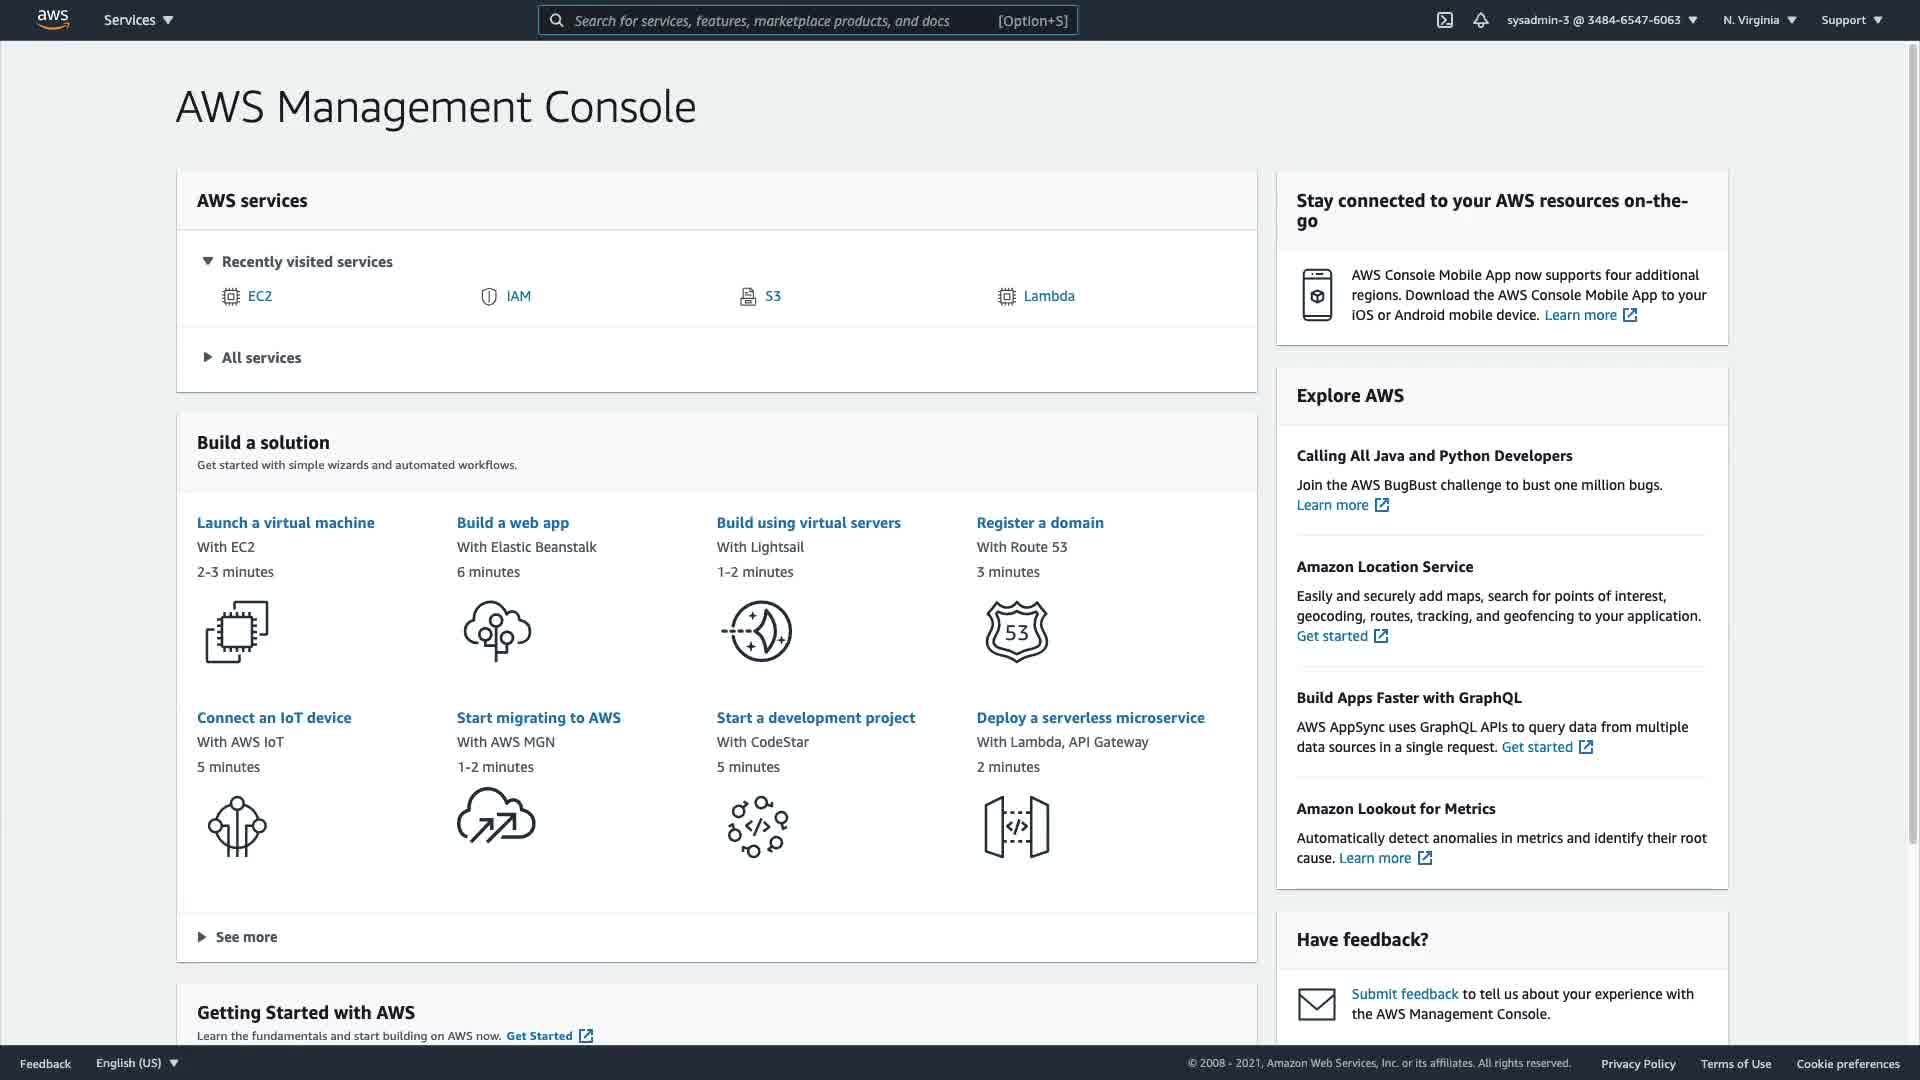 aws
Services
Search for services, features, marketplace products, and docs [Option+S]
sysadmin-3 @ 3484-6547-6063
N. Virginia
Support
AWS Management Console
AWS services
Recently visited services
EC2
IAM
S3
Lambda
All services
Build a solution
Get started with simple wizards and automated workflows.
Launch a virtual machine
With EC2
2-3 minutes
Build a web app
With Elastic Beanstalk
6 minutes
Build using virtual servers
With Lightsail
1-2 minutes
Register a domain
With Route 53
3 minutes
53
Connect an IoT device
With AWS IoT
5 minutes
Start migrating to AWS
With AWS MGN
1-2 minutes
Start a development project
With CodeStar
5 minutes
</>
Deploy a serverless microservice
With Lambda, API Gateway
2 minutes
</>
See more
Getting Started with AWS
Learn the fundamentals and start building on AWS now. Get Started
Stay connected to your AWS resources on-the-
go
AWS Console Mobile App now supports four additional
regions. Download the AWS Console Mobile App to your
iOS or Android mobile device. Learn more
Explore AWS
Calling All Java and Python Developers
Join the AWS BugBust challenge to bust one million bugs.
Learn more
Amazon Location Service
Easily and securely add maps, search for points of interest,
geocoding, routes, tracking, and geofencing to your application.
Get started
Build Apps Faster with GraphQL
AWS AppSync uses GraphQL APIs to query data from multiple
data sources in a single request. Get started
Amazon Lookout for Metrics
Automatically detect anomalies in metrics and identify their root
cause. Learn more
Have feedback?
Submit feedback to tell us about your experience with
the AWS Management Console.
Feedback
English (US)
© 2008 - 2021, Amazon Web Services, Inc. or its affiliates. All rights reserved.
Privacy Policy
Terms of Use
Cookie preferences